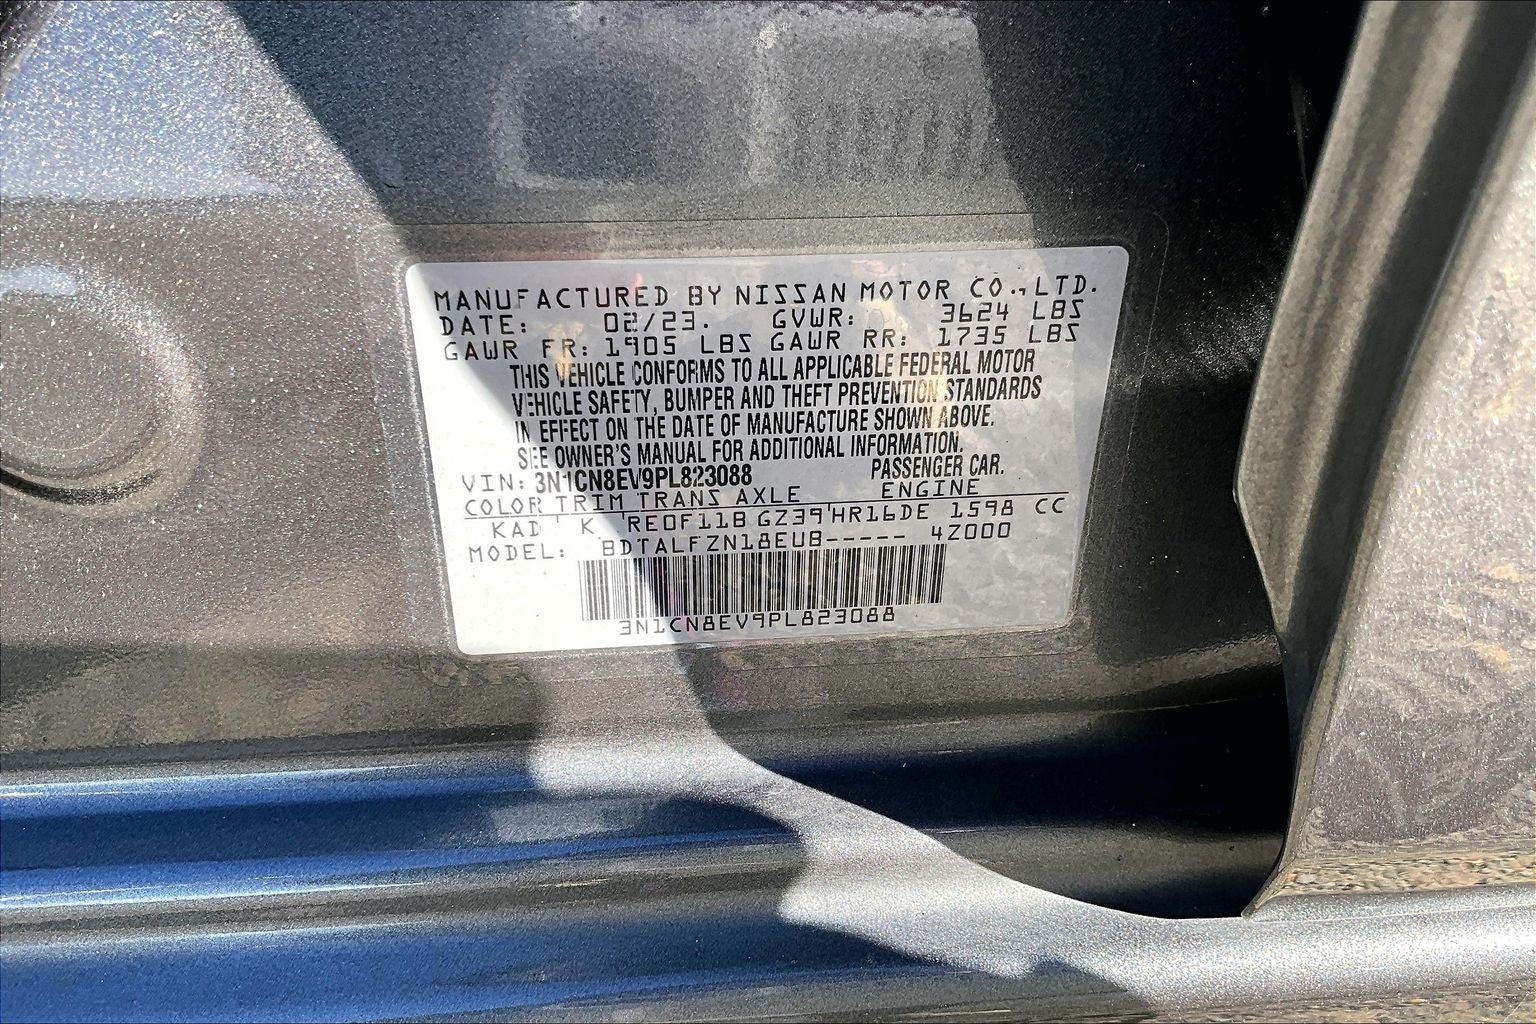 MANUFACTURED BY NISSAN MOTOR CO., LTD.
DATE: 02/23. GVWR: 3624 LBS
GAWR FR: 1905 LBS GAWR RR: 1735 LBS
THIS VEHICLE CONFORMS TO ALL APPLICABLE FEDERAL MOTOR
VEHICLE SAFETY, BUMPER AND THEFT PREVENTION STANDARDS
IN EFFECT ON THE DATE OF MANUFACTURE SHOWN ABOVE.
SEE OWNER'S MANUAL FOR ADDITIONAL INFORMATION.
VIN: 3N1CN8EV9PL823088 PASSENGER CAR.
COLOR TRIM TRANS AXLE ENGINE
KAD K RE0F11B GZ39 HR16DE 1598 CC
MODEL: BDTALFZN18EUB----- 4Z000
3N1CN8EV9PL823088